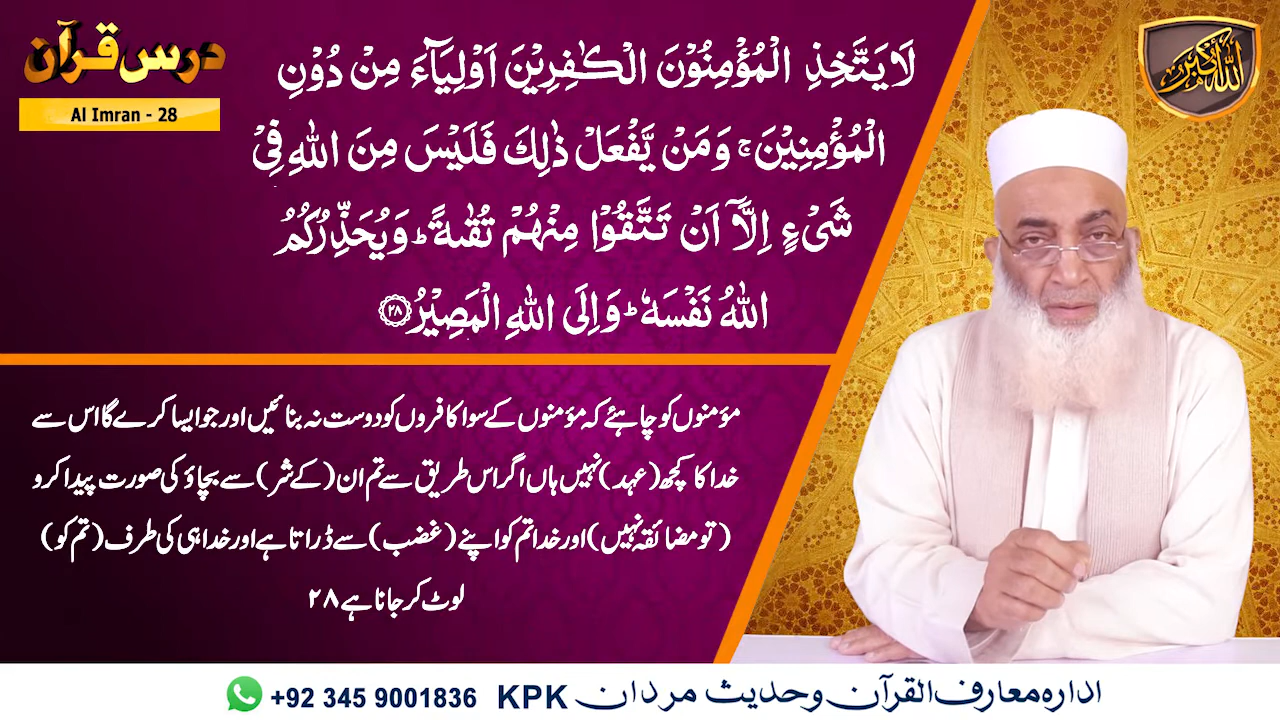 درس قرآن
Al Imran - 28
اللہ اکبر
لَا يَتَّخِذِ الْمُؤْمِنُوْنَ الْكٰفِرِيْنَ اَوْلِيَآءَ مِنْ دُوْنِ
الْمُؤْمِنِيْنَ ۚ وَمَنْ يَّفْعَلْ ذٰلِكَ فَلَيْسَ مِنَ اللّٰهِ فِيْ
شَيْءٍ اِلَّآ اَنْ تَتَّقُوْا مِنْهُمْ تُقٰىةً ؕ وَيُحَذِّرُكُمُ
اللّٰهُ نَفْسَهٗ ؕ وَاِلَى اللّٰهِ الْمَصِيْرُ ۲۸
مؤمنوں کو چاہئے کہ مؤمنوں کے سوا کافروں کو دوست نہ بنائیں اور جو ایسا کرے گا اس سے
خدا کا کچھ (عہد) نہیں ہاں اگر اس طریق سے تم ان (کے شر) سے بچاؤ کی صورت پیدا کرو
(تو مضائقہ نہیں) اور خدا تم کو اپنے (غضب) سے ڈراتا ہے اور خدا ہی کی طرف (تم کو)
لوٹ کر جانا ہے ۲۸
ادارہ معارف القرآن وحدیث مردان KPK +92 345 9001836